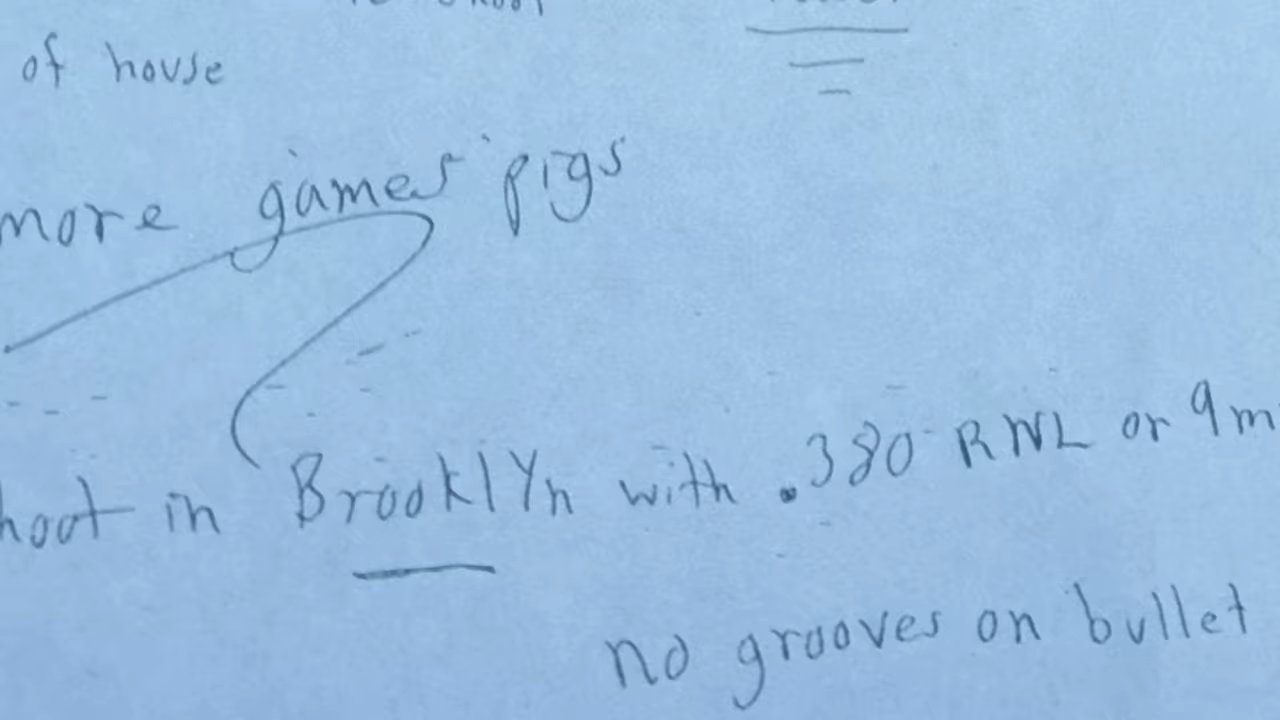 of house
more games pigs
hoot in BrooklYn with .380 RNL or 9m
no grooves on bullet